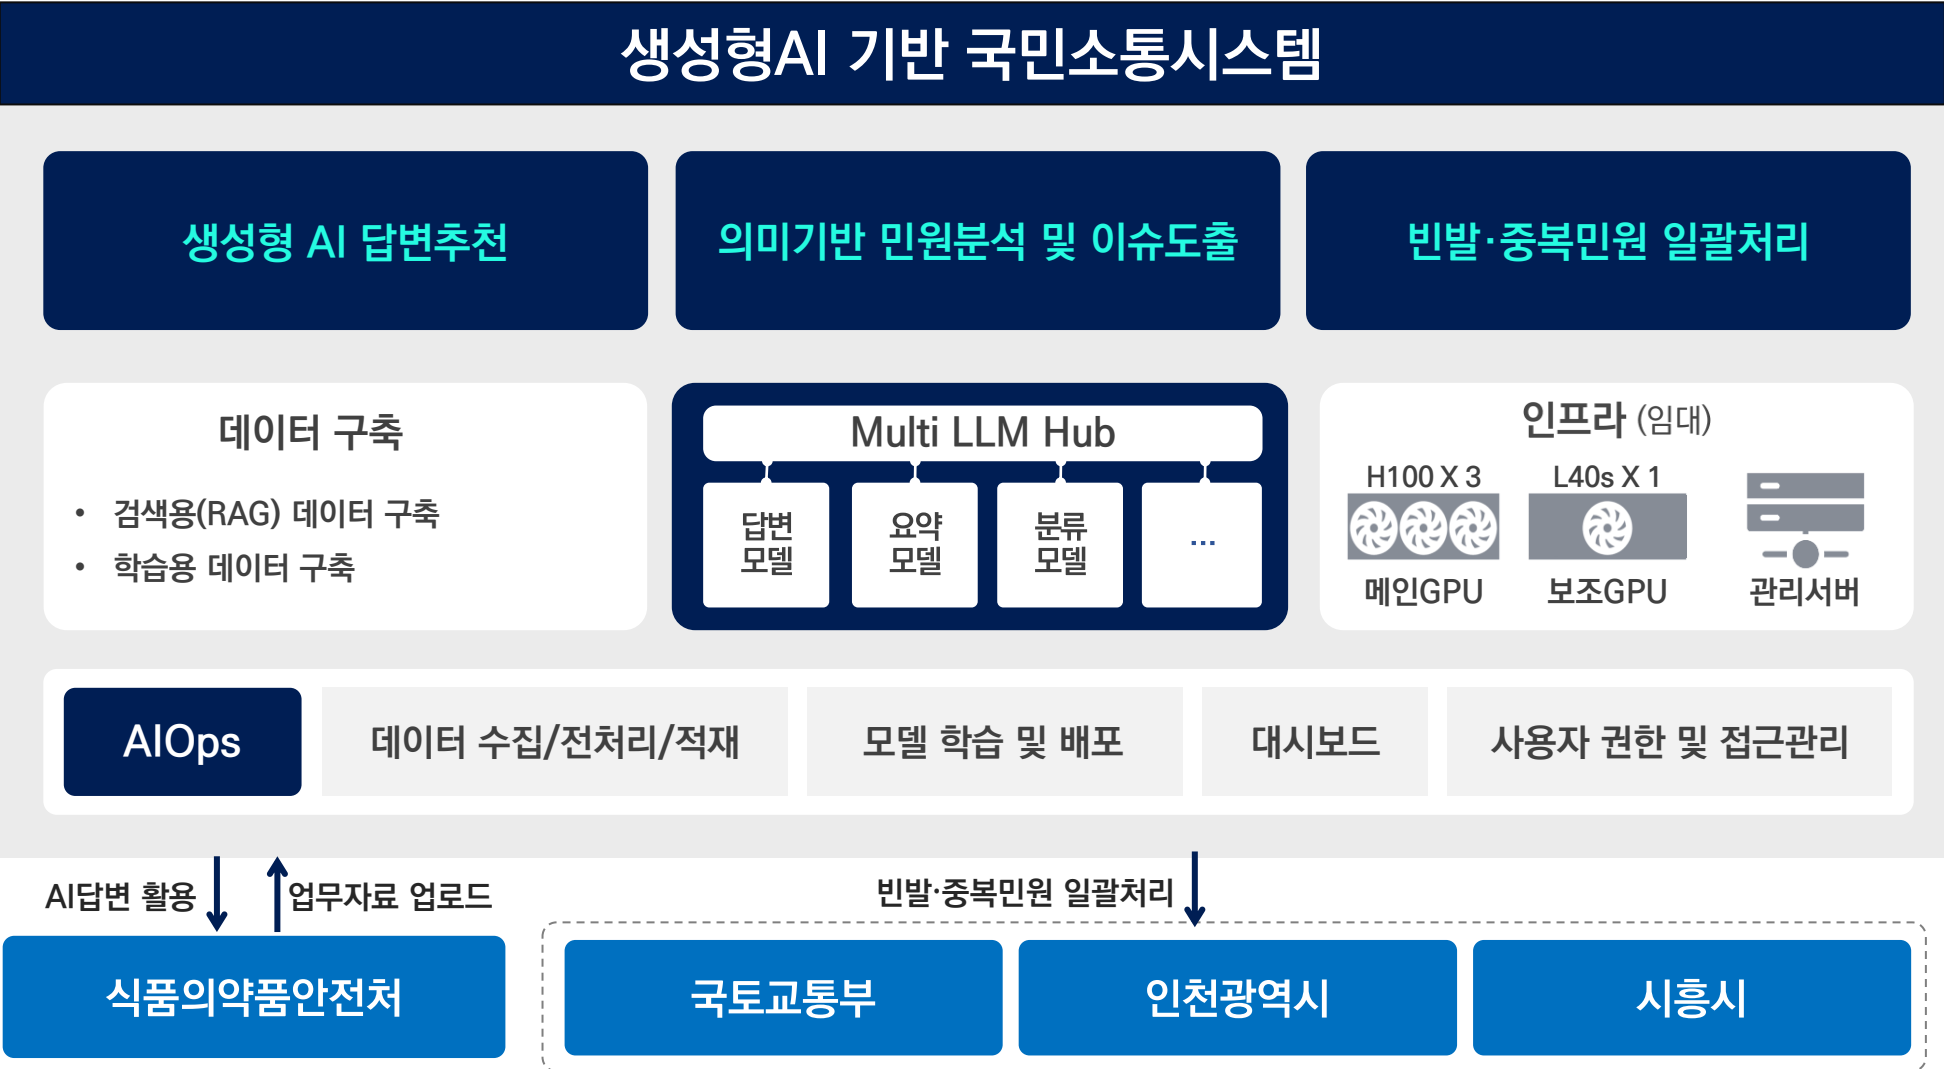 생성형AI 기반 국민소통시스템
생성형 AI 답변추천
의미기반 민원분석 및 이슈도출
빈발·중복민원 일괄처리
데이터 구축
• 검색용(RAG) 데이터 구축
• 학습용 데이터 구축
Multi LLM Hub
답변
모델
요약
모델
분류
모델
...
인프라 (임대)
H100 X 3
메인GPU
L40s X 1
보조GPU
관리서버
AIOps
데이터 수집/전처리/적재
모델 학습 및 배포
대시보드
사용자 권한 및 접근관리
AI답변 활용
업무자료 업로드
빈발·중복민원 일괄처리
식품의약품안전처
국토교통부
인천광역시
시흥시